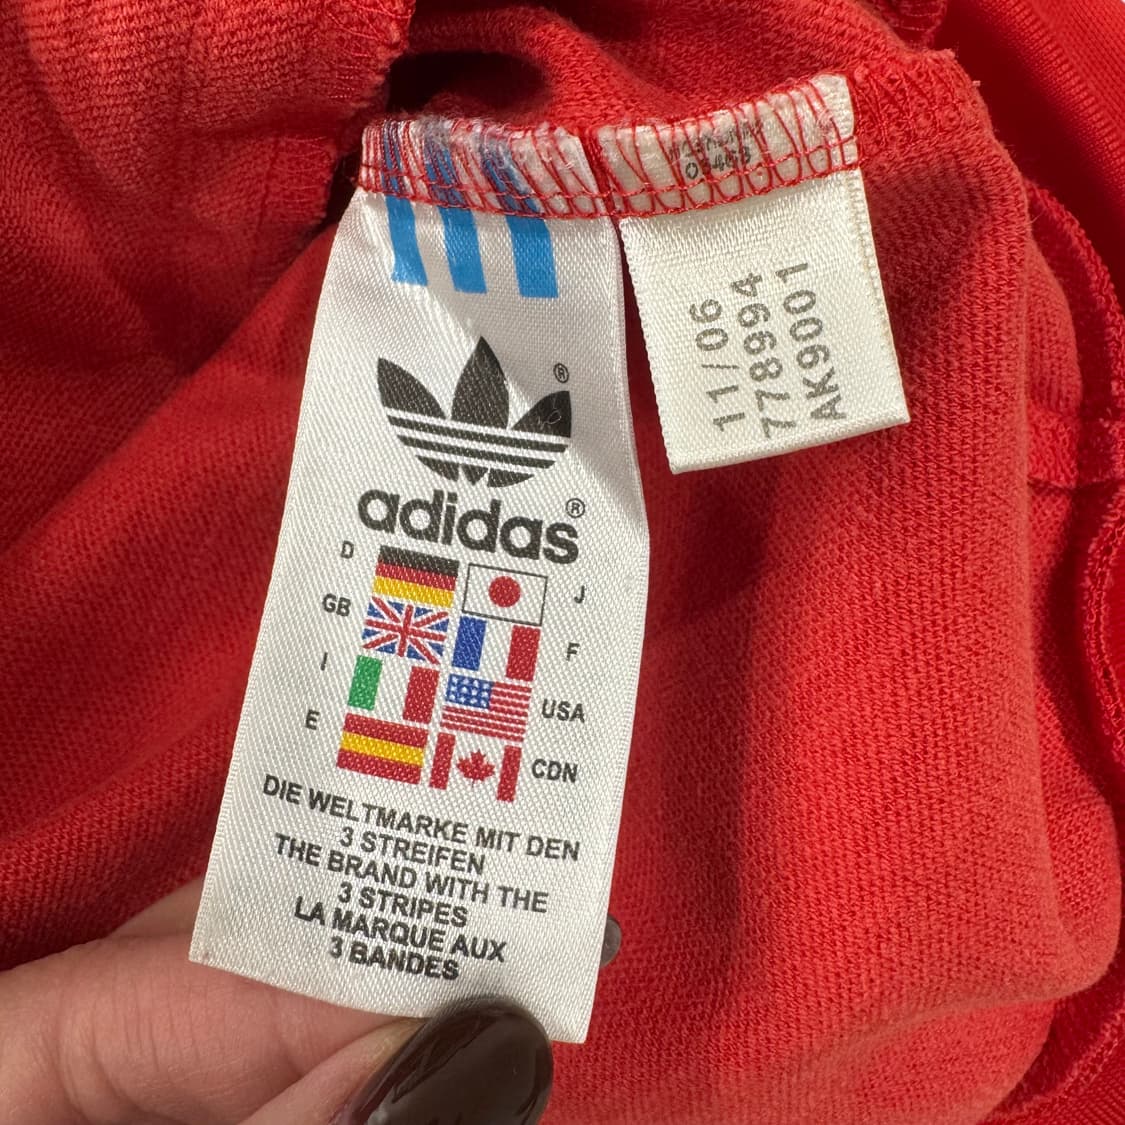 ®
adidas®
D
J
GB
F
I
USA
E
CDN
DIE WELTMARKE MIT DEN
3 STREIFEN
THE BRAND WITH THE
3 STRIPES
LA MARQUE AUX
3 BANDES
11/06
778994
AK9001